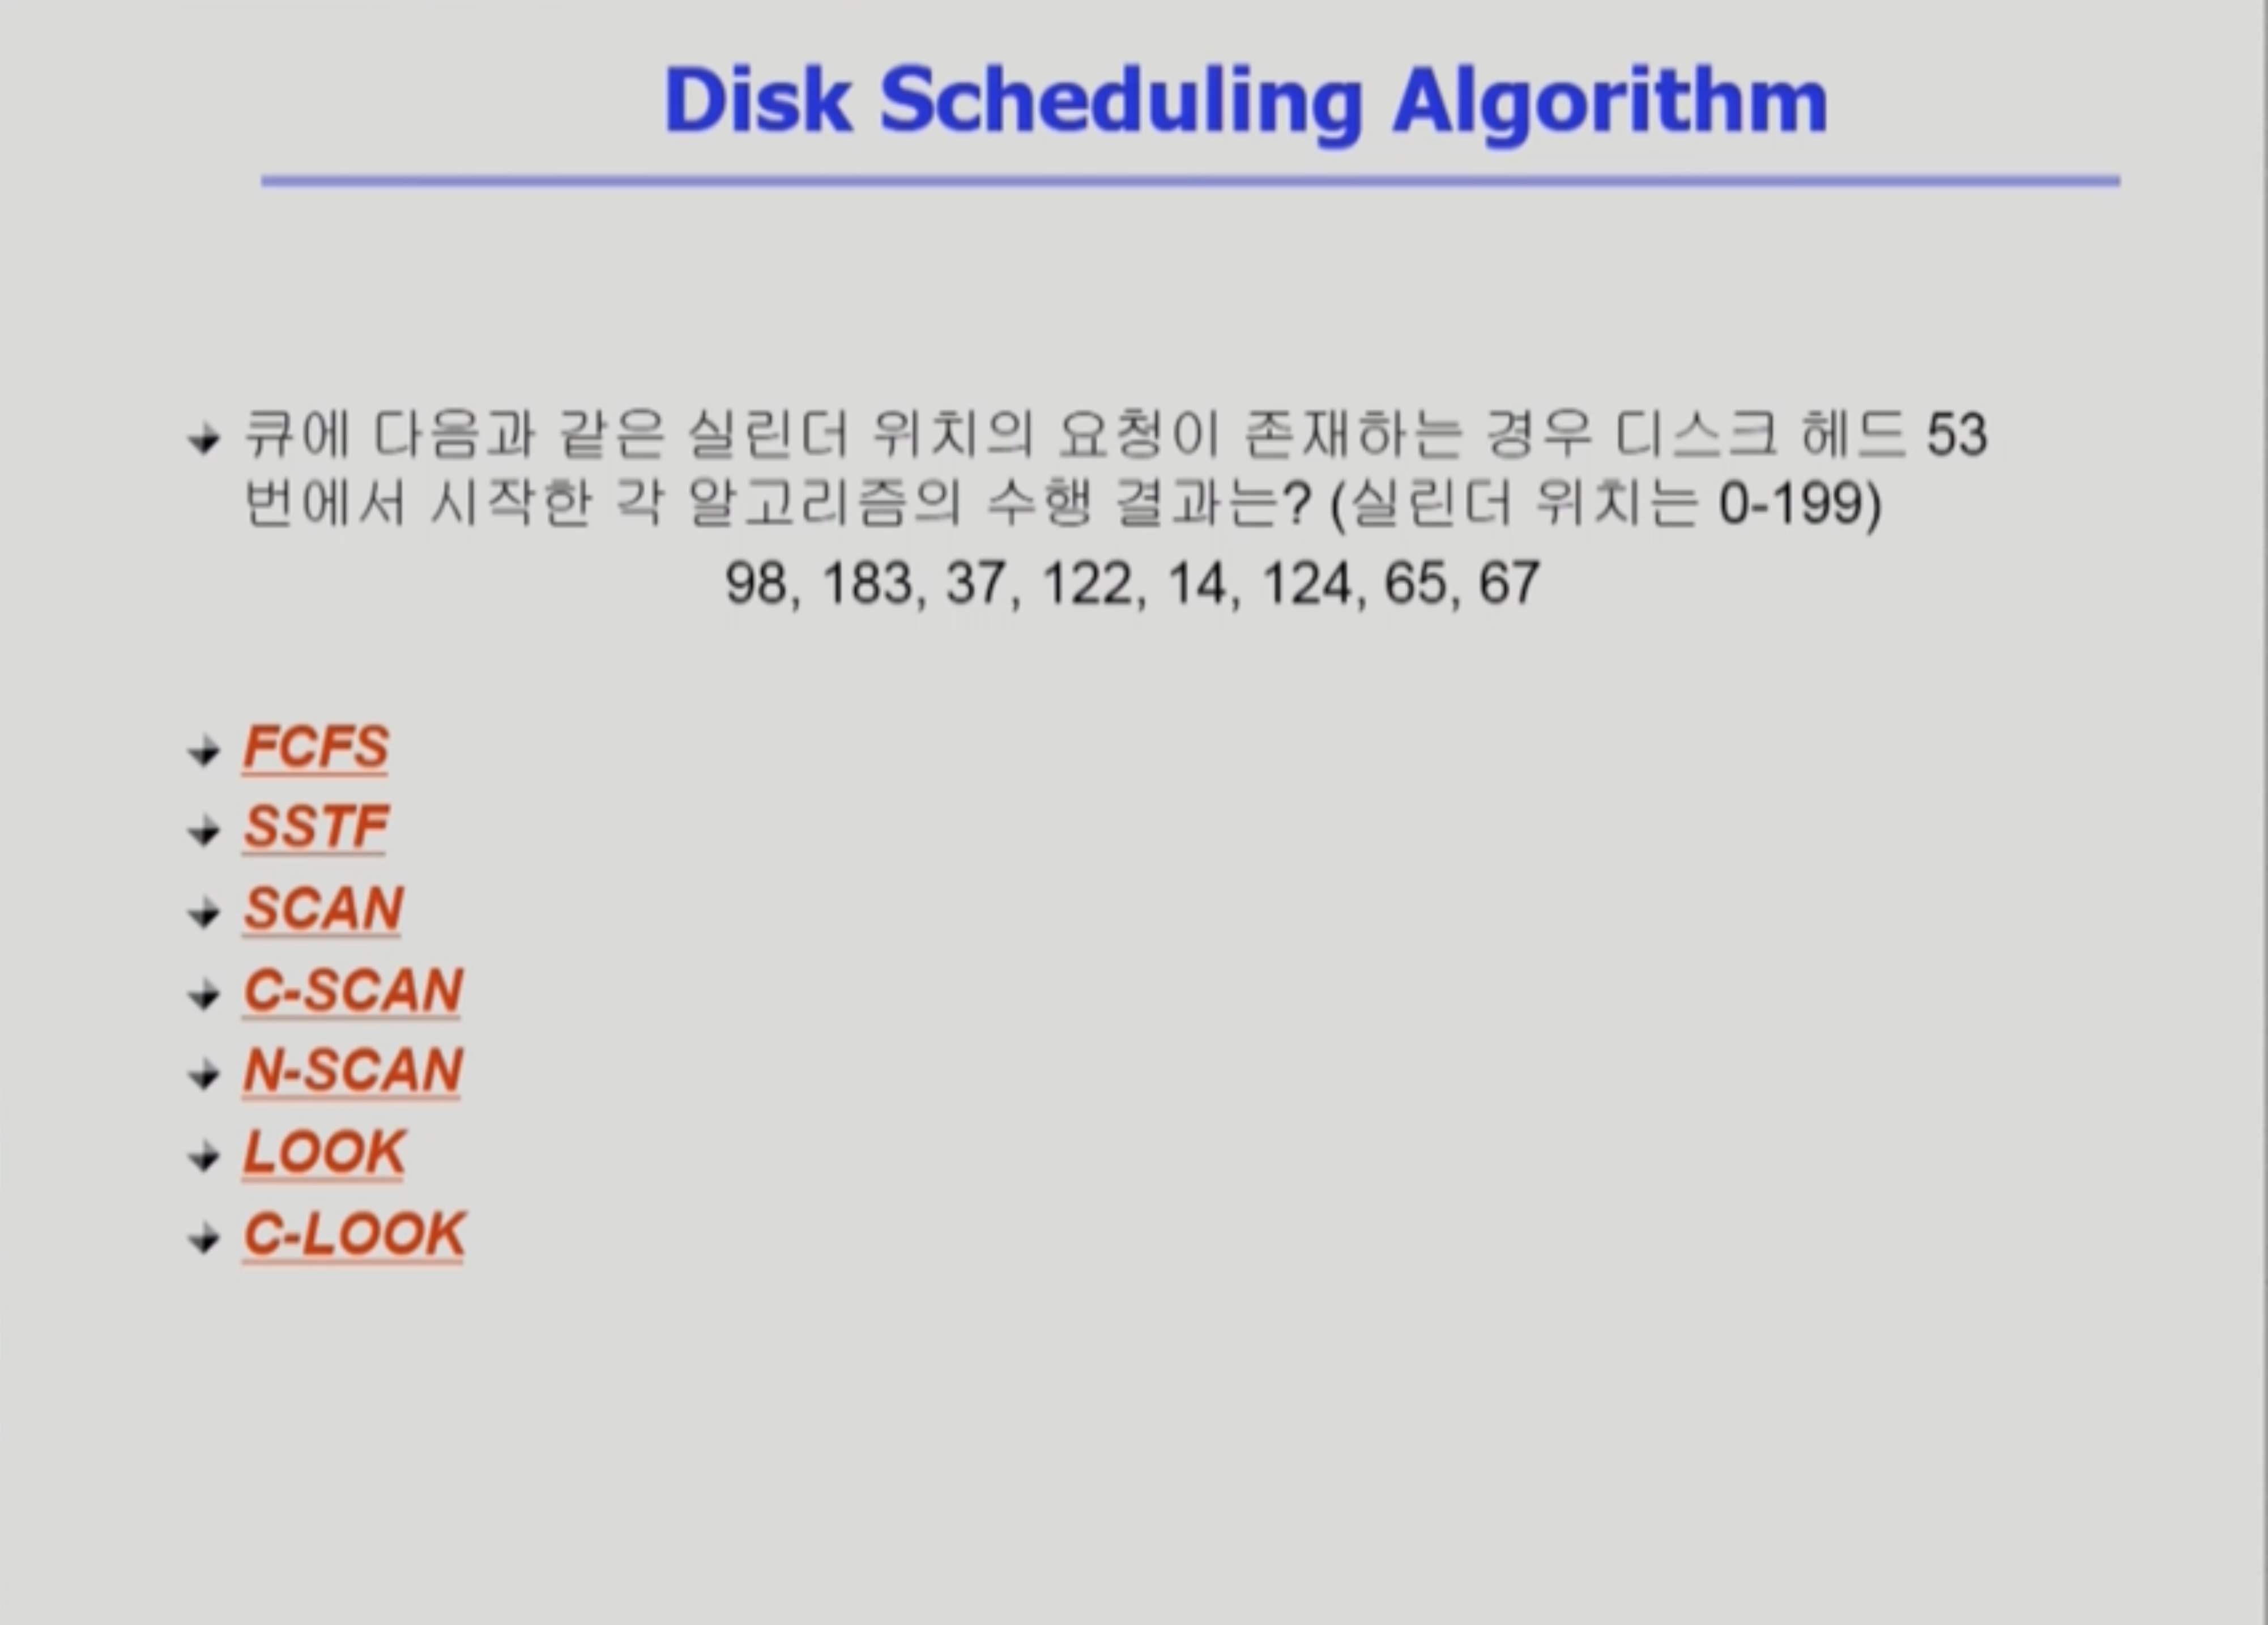 Disk Scheduling Algorithm
큐에 다음과 같은 실린더 위치의 요청이 존재하는 경우 디스크 헤드 53
번에서 시작한 각 알고리즘의 수행 결과는? (실린더 위치는 0-199)
98, 183, 37, 122, 14, 124, 65, 67
FCFS
SSTF
SCAN
C-SCAN
N-SCAN
LOOK
C-LOOK